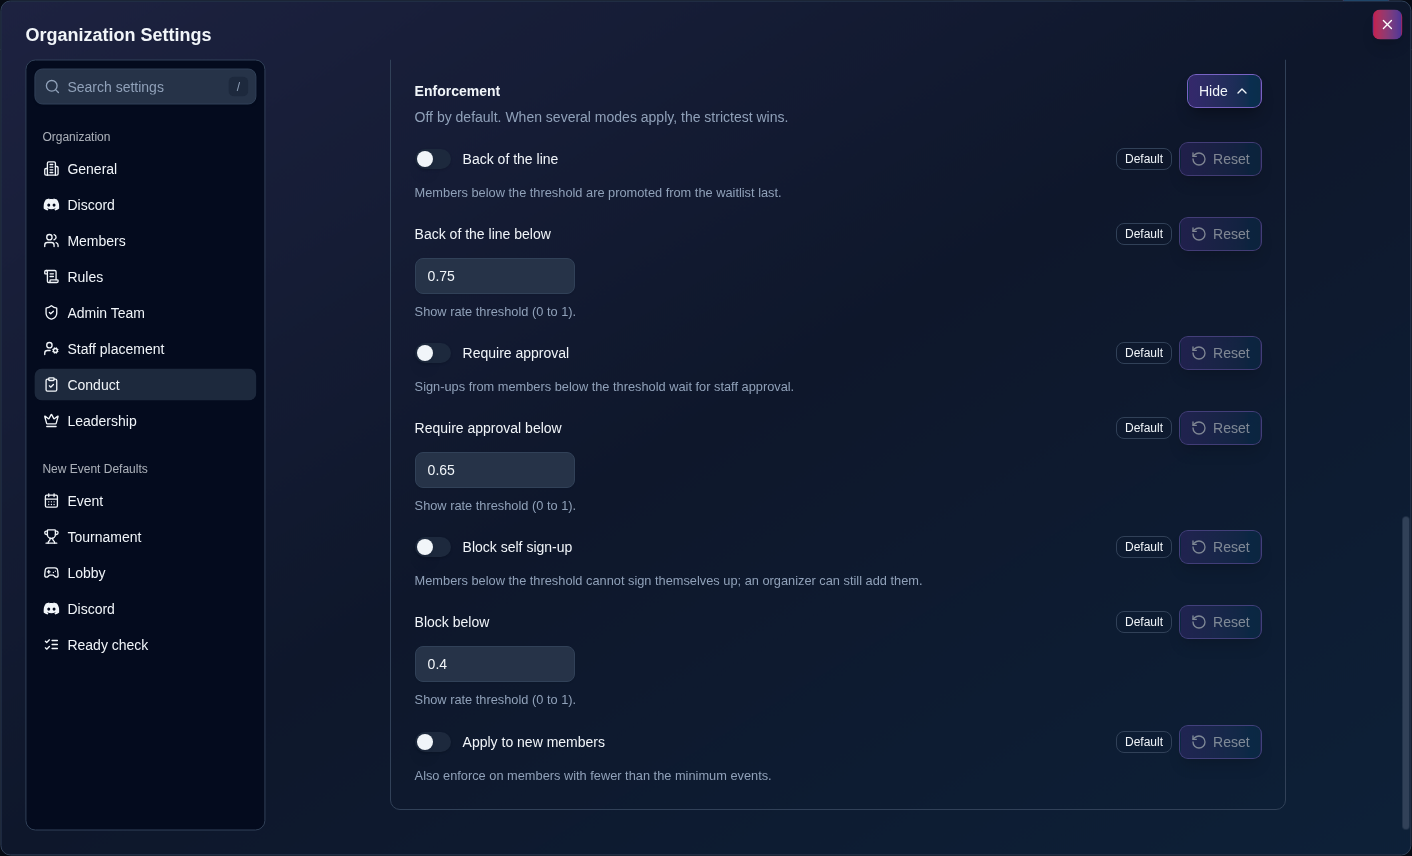 Organization Settings
Search settings /
Organization
General
Discord
Members
Rules
Admin Team
Staff placement
Conduct
Leadership
New Event Defaults
Event
Tournament
Lobby
Discord
Ready check
Enforcement
Hide
Off by default. When several modes apply, the strictest wins.
Back of the line
Default
Reset
Members below the threshold are promoted from the waitlist last.
Back of the line below
Default
Reset
0.75
Show rate threshold (0 to 1).
Require approval
Default
Reset
Sign-ups from members below the threshold wait for staff approval.
Require approval below
Default
Reset
0.65
Show rate threshold (0 to 1).
Block self sign-up
Default
Reset
Members below the threshold cannot sign themselves up; an organizer can still add them.
Block below
Default
Reset
0.4
Show rate threshold (0 to 1).
Apply to new members
Default
Reset
Also enforce on members with fewer than the minimum events.